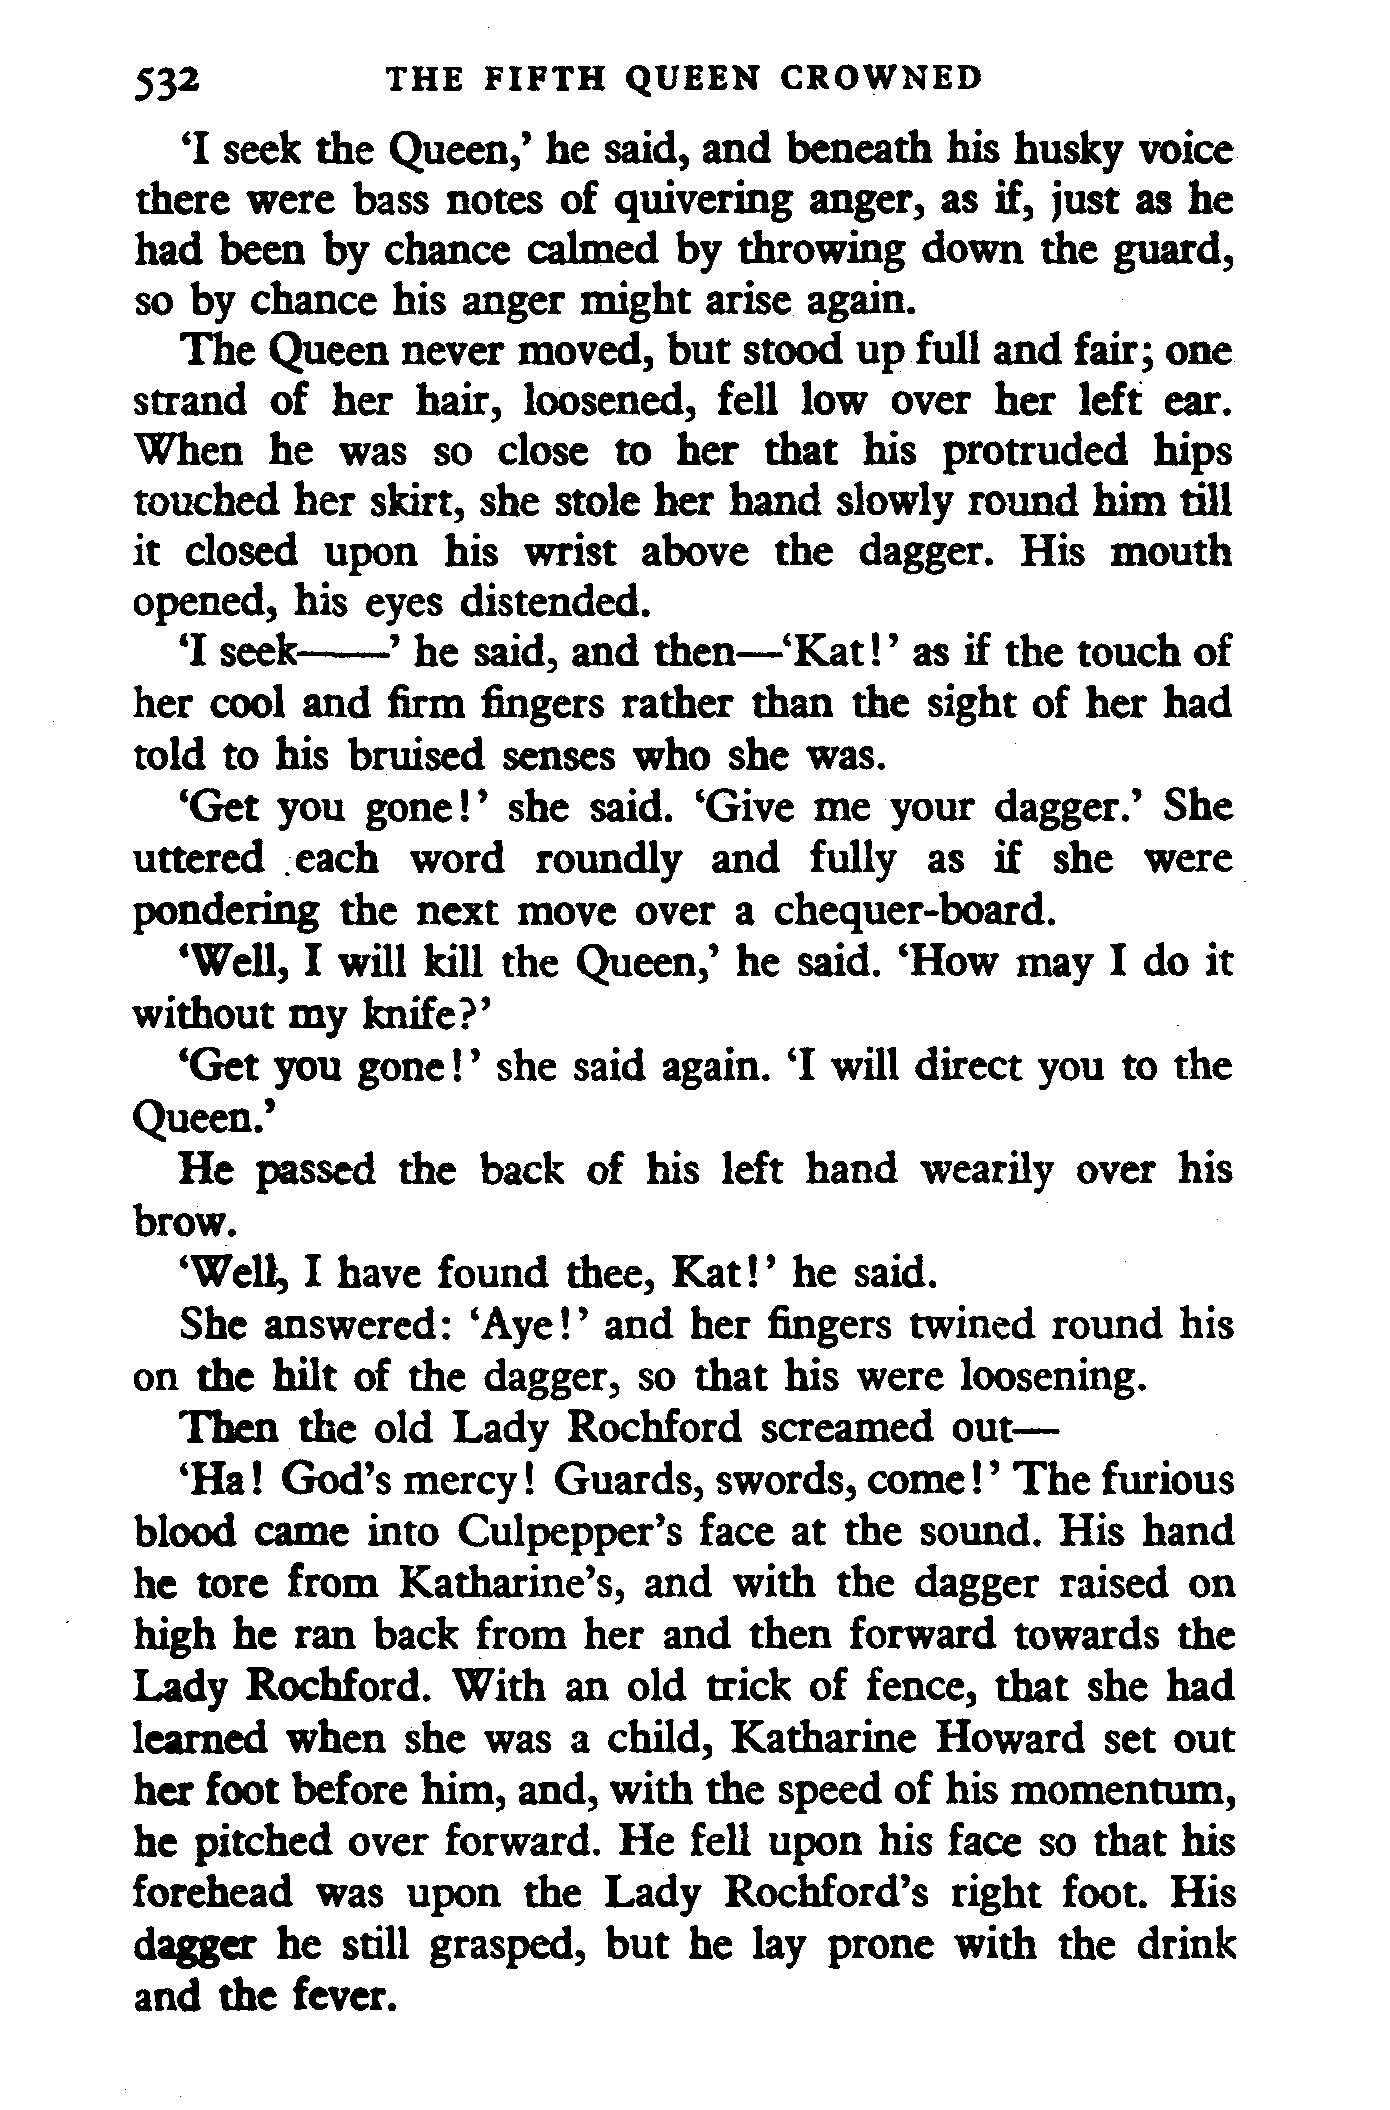 532 THE FIFTH QUEEN CROWNED
‘I seek the Queen,’ he said, and beneath his husky voice
there were bass notes of quivering anger, as if, just as he
had been by chance calmed by throwing down the guard,
so by chance his anger might arise again.
The Queen never moved, but stood up full and fair; one
strand of her hair, loosened, fell low over her left ear.
When he was so close to her that his protruded hips
touched her skirt, she stole her hand slowly round him till
it closed upon his wrist above the dagger. His mouth
opened, his eyes distended.
‘I seek——’ he said, and then—‘Kat!’ as if the touch of
her cool and firm fingers rather than the sight of her had
told to his bruised senses who she was.
‘Get you gone!’ she said. ‘Give me your dagger.’ She
uttered each word roundly and fully as if she were
pondering the next move over a chequer-board.
‘Well, I will kill the Queen,’ he said. ‘How may I do it
without my knife?’
‘Get you gone!’ she said again. ‘I will direct you to the
Queen.’
He passed the back of his left hand wearily over his
brow.
‘Well, I have found thee, Kat!’ he said.
She answered: ‘Aye!’ and her fingers twined round his
on the hilt of the dagger, so that his were loosening.
Then the old Lady Rochford screamed out—
‘Ha! God’s mercy! Guards, swords, come!’ The furious
blood came into Culpepper’s face at the sound. His hand
he tore from Katharine’s, and with the dagger raised on
high he ran back from her and then forward towards the
Lady Rochford. With an old trick of fence, that she had
learned when she was a child, Katharine Howard set out
her foot before him, and, with the speed of his momentum,
he pitched over forward. He fell upon his face so that his
forehead was upon the Lady Rochford’s right foot. His
dagger he still grasped, but he lay prone with the drink
and the fever.